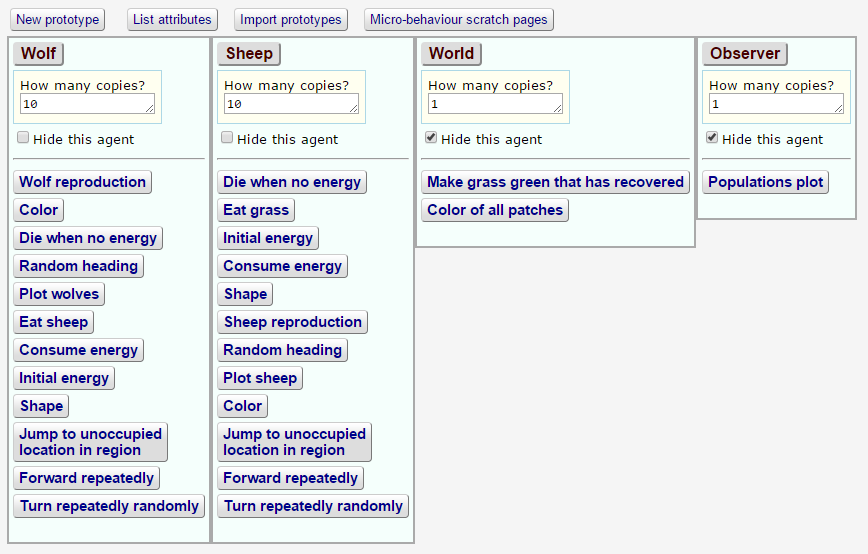 New prototype
List attributes
Import prototypes
Micro-behaviour scratch pages
Wolf
How many copies?
10
Hide this agent
Wolf reproduction
Color
Die when no energy
Random heading
Plot wolves
Eat sheep
Consume energy
Initial energy
Shape
Jump to unoccupied
location in region
Forward repeatedly
Turn repeatedly randomly
Sheep
How many copies?
10
Hide this agent
Die when no energy
Eat grass
Initial energy
Consume energy
Shape
Sheep reproduction
Random heading
Plot sheep
Color
Jump to unoccupied
location in region
Forward repeatedly
Turn repeatedly randomly
World
How many copies?
1
Hide this agent
Make grass green that has recovered
Color of all patches
Observer
How many copies?
1
Hide this agent
Populations plot